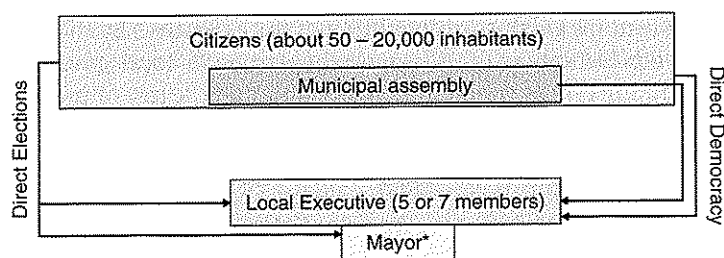 Citizens (about 50 – 20,000 inhabitants)
Municipal assembly
Direct Elections
Direct Democracy
Local Executive (5 or 7 members)
Mayor*